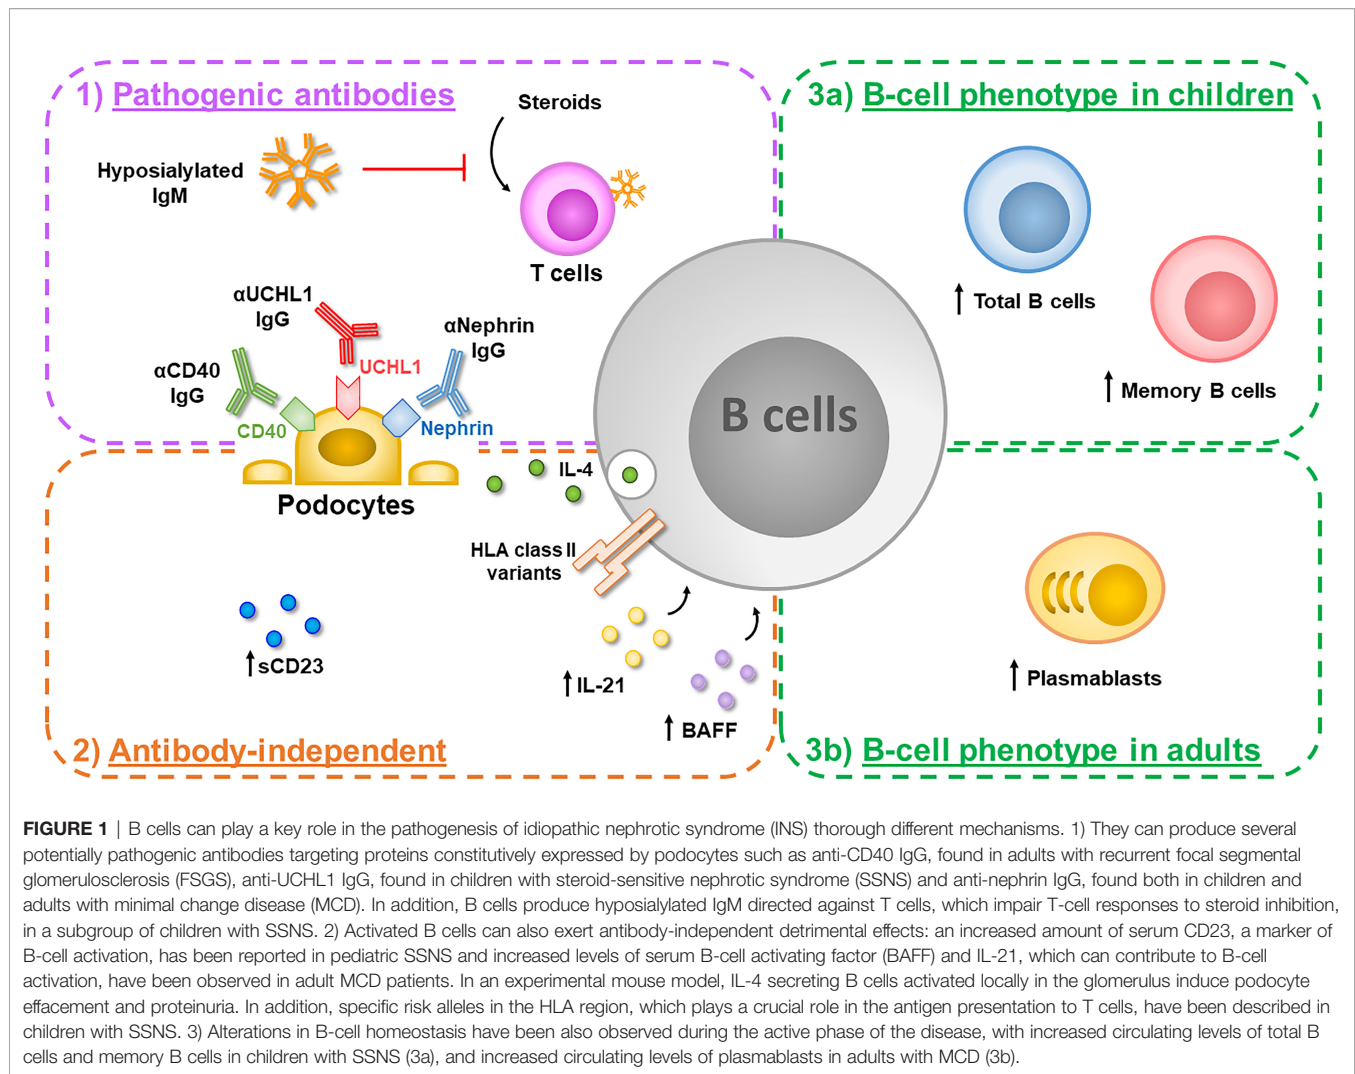 1) Pathogenic antibodies
Steroids
Hyposialylated
IgM
T cells
αUCHL1
IgG
αNephrin
IgG
αCD40
IgG
UCHL1
CD40
Nephrin
Podocytes
3a) B-cell phenotype in children
Total B cells
Memory B cells
B cells
IL-4
HLA class II
variants
sCD23
IL-21
BAFF
2) Antibody-independent
Plasmablasts
3b) B-cell phenotype in adults
FIGURE 1 | B cells can play a key role in the pathogenesis of idiopathic nephrotic syndrome (INS) thorough different mechanisms. 1) They can produce several
potentially pathogenic antibodies targeting proteins constitutively expressed by podocytes such as anti-CD40 IgG, found in adults with recurrent focal segmental
glomerulosclerosis (FSGS), anti-UCHL1 IgG, found in children with steroid-sensitive nephrotic syndrome (SSNS) and anti-nephrin IgG, found both in children and
adults with minimal change disease (MCD). In addition, B cells produce hyposialylated IgM directed against T cells, which impair T-cell responses to steroid inhibition,
in a subgroup of children with SSNS. 2) Activated B cells can also exert antibody-independent detrimental effects: an increased amount of serum CD23, a marker of
B-cell activation, has been reported in pediatric SSNS and increased levels of serum B-cell activating factor (BAFF) and IL-21, which can contribute to B-cell
activation, have been observed in adult MCD patients. In an experimental mouse model, IL-4 secreting B cells activated locally in the glomerulus induce podocyte
effacement and proteinuria. In addition, specific risk alleles in the HLA region, which plays a crucial role in the antigen presentation to T cells, have been described in
children with SSNS. 3) Alterations in B-cell homeostasis have been also observed during the active phase of the disease, with increased circulating levels of total B
cells and memory B cells in children with SSNS (3a), and increased circulating levels of plasmablasts in adults with MCD (3b).